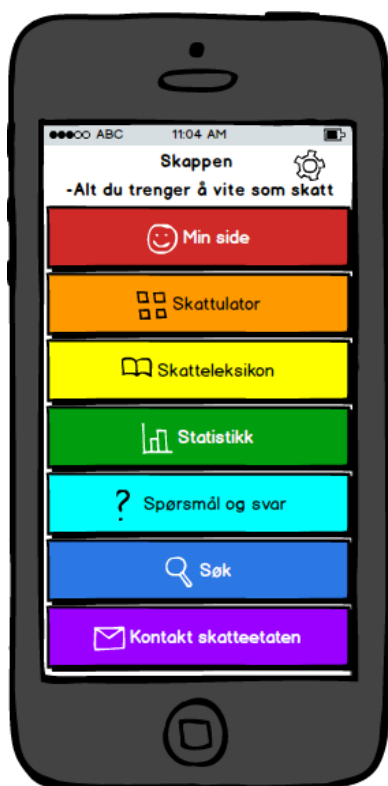 ABC 11:04 AM
Skappen
-Alt du trenger å vite som skatt
Min side
Skattulator
Skatteleksikon
Statistikk
Spørsmål og svar
Søk
Kontakt skatteetaten